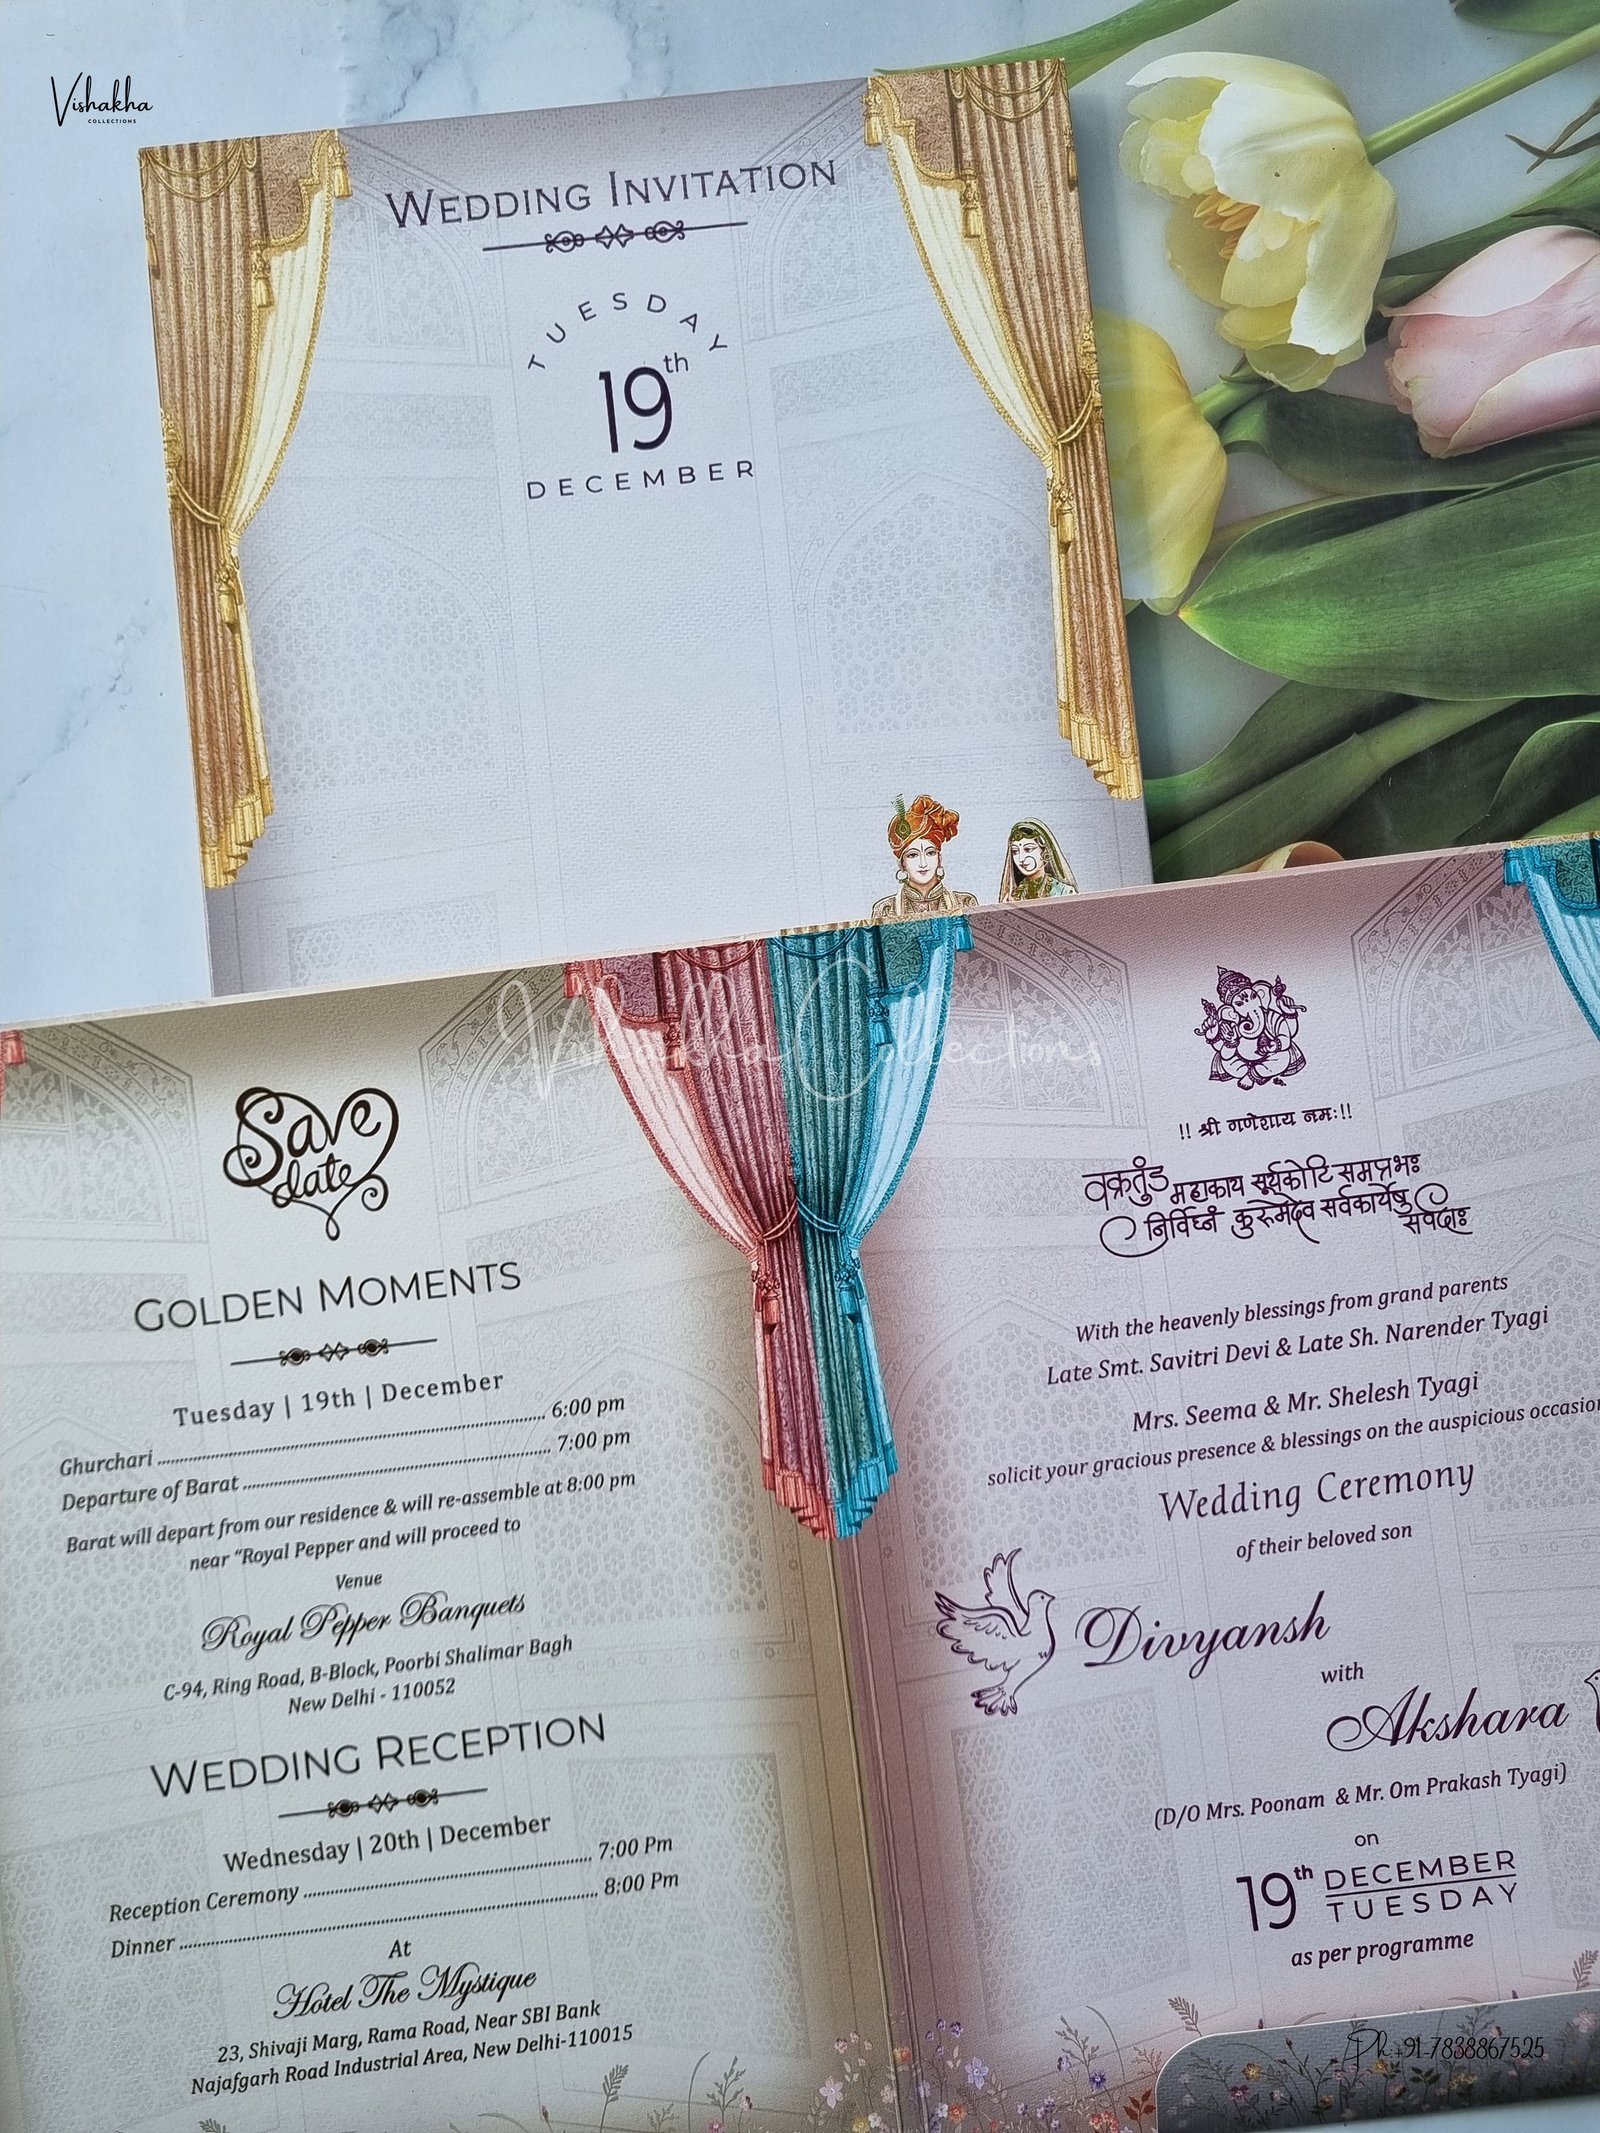 Vishakha
COLLECTIONS
WEDDING INVITATION
TUESDAY
19th
DECEMBER
Vishakha Collections
Save
date
GOLDEN MOMENTS
Tuesday | 19th | December
Ghurchari ........ 6:00 pm
Departure of Barat ........ 7:00 pm
Barat will depart from our residence & will re-assemble at 8:00 pm
near “Royal Pepper and will proceed to
Venue
Royal Pepper Banquets
C-94, Ring Road, B-Block, Poorbi Shalimar Bagh
New Delhi - 110052
WEDDING RECEPTION
Wednesday | 20th | December
Reception Ceremony ........ 7:00 Pm
Dinner ........ 8:00 Pm
At
Hotel The Mystique
23, Shivaji Marg, Rama Road, Near SBI Bank
Najafgarh Road Industrial Area, New Delhi-110015
!! श्री गणेशाय नमः!!
वक्रतुंड महाकाय सूर्यकोटि समप्रभः
निर्विघ्नं कुरुमेदेव सर्वकार्येषु
सर्वदाः
With the heavenly blessings from grand parents
Late Smt. Savitri Devi & Late Sh. Narender Tyagi
Mrs. Seema & Mr. Shelesh Tyagi
solicit your gracious presence & blessings on the auspicious occasion
Wedding Ceremony
of their beloved son
Divyansh
with
Akshara
(D/O Mrs. Poonam & Mr. Om Prakash Tyagi)
on
19th DECEMBER
TUESDAY
as per programme
Ph:+91-7838867525